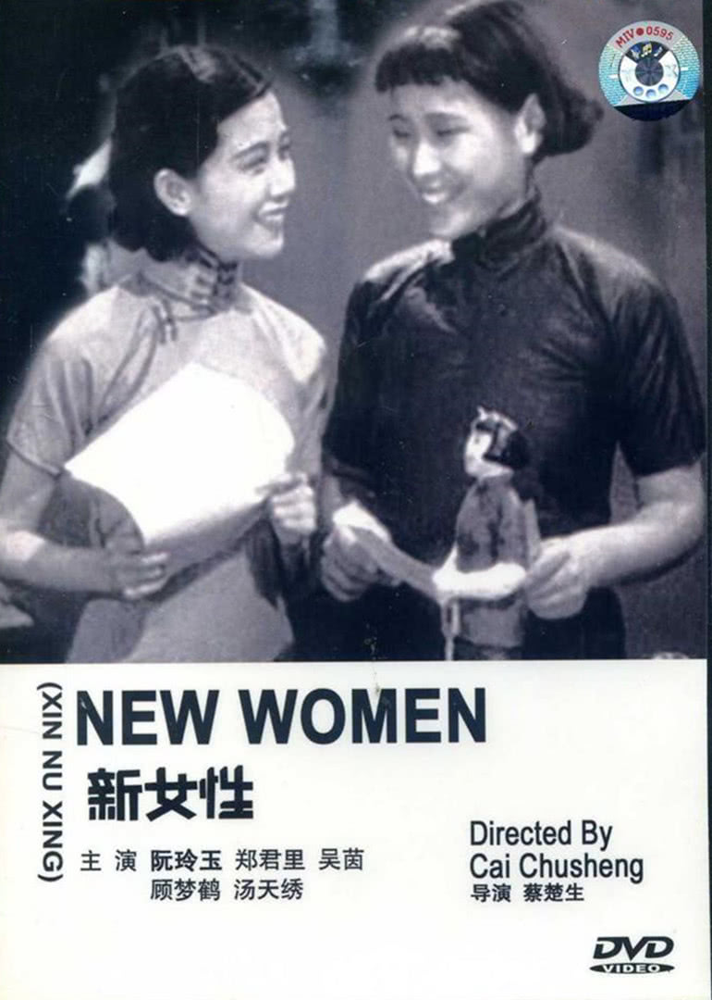 MIV●0595
(XIN NU XING)
NEW WOMEN
新女性
主 演 阮玲玉 郑君里 吴茵
顾梦鹤 汤天绣
Directed By
Cai Chusheng
导演 蔡楚生
DVD
VIDEO